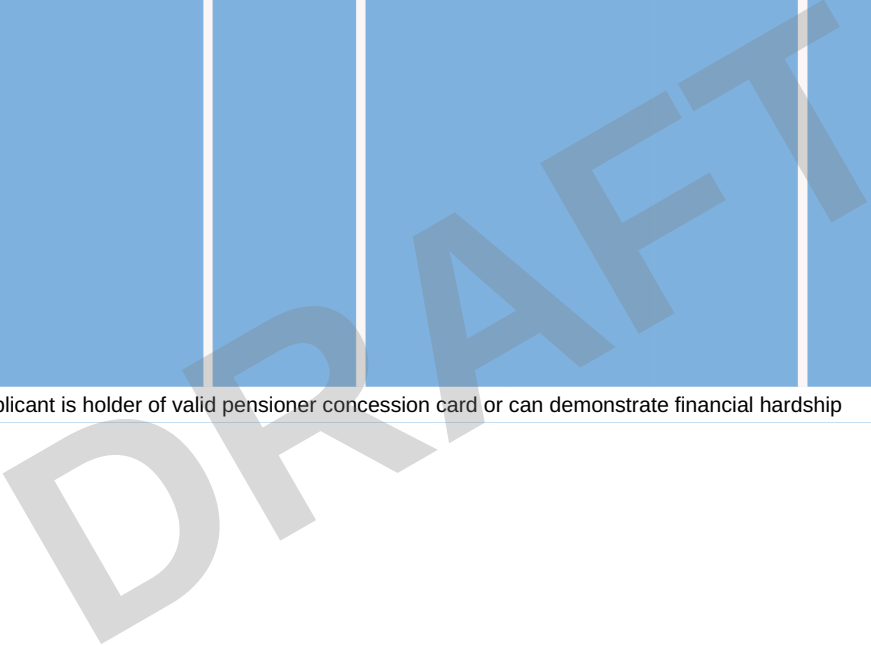 plicant is holder of valid pensioner concession card or can demonstrate financial hardship
DRAFT